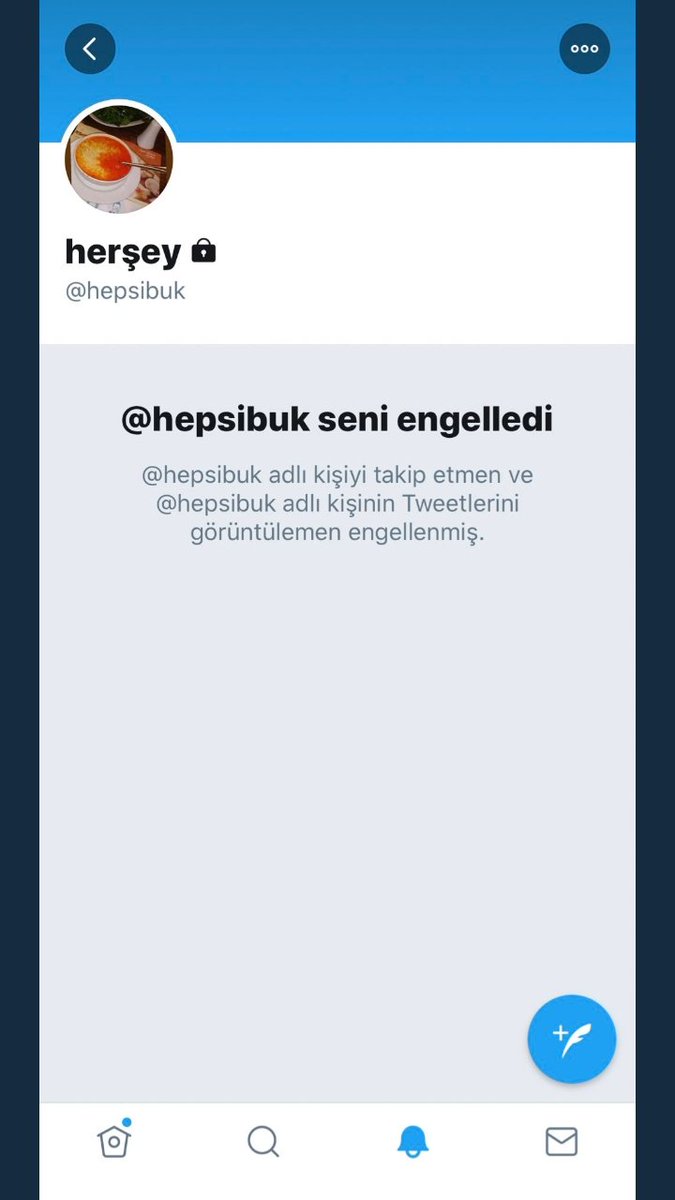 herşey
@hepsibuk
@hepsibuk seni engelledi
@hepsibuk adlı kişiyi takip etmen ve
@hepsibuk adlı kişinin Tweetlerini
görüntülemen engellenmiş.